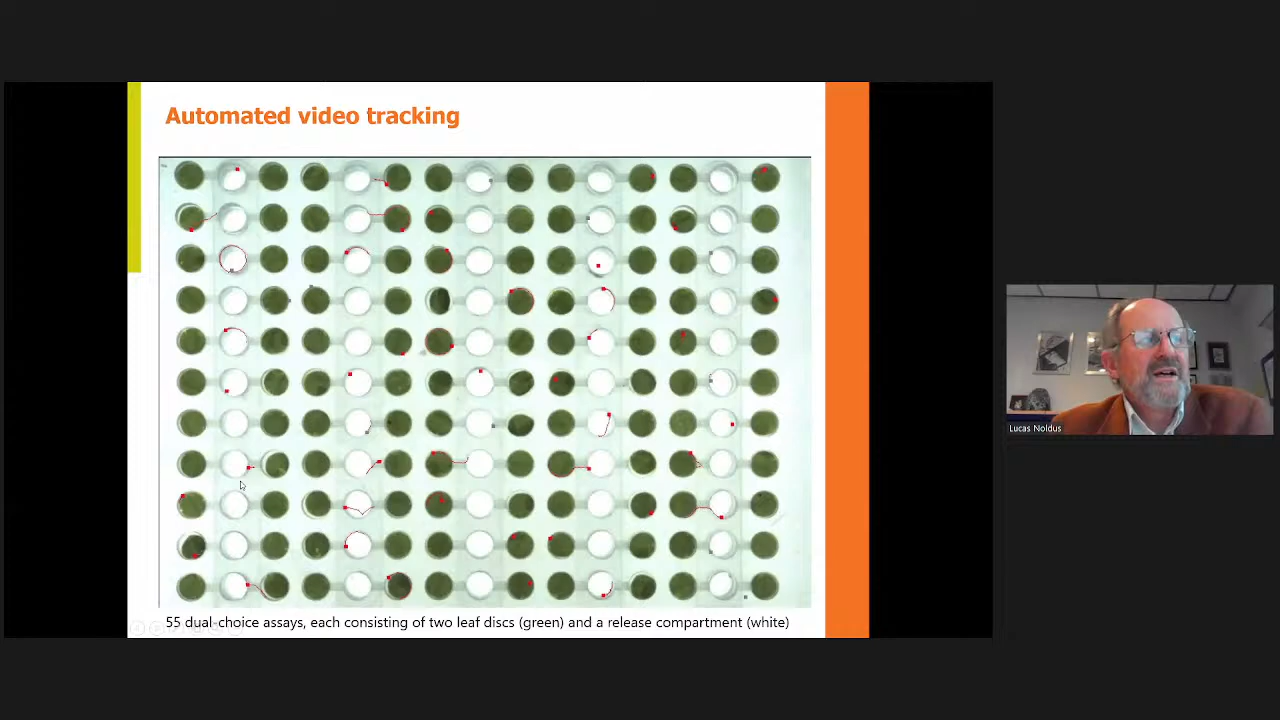 Automated video tracking
55 dual-choice assays, each consisting of two leaf discs (green) and a release compartment (white)
Lucas Noldus